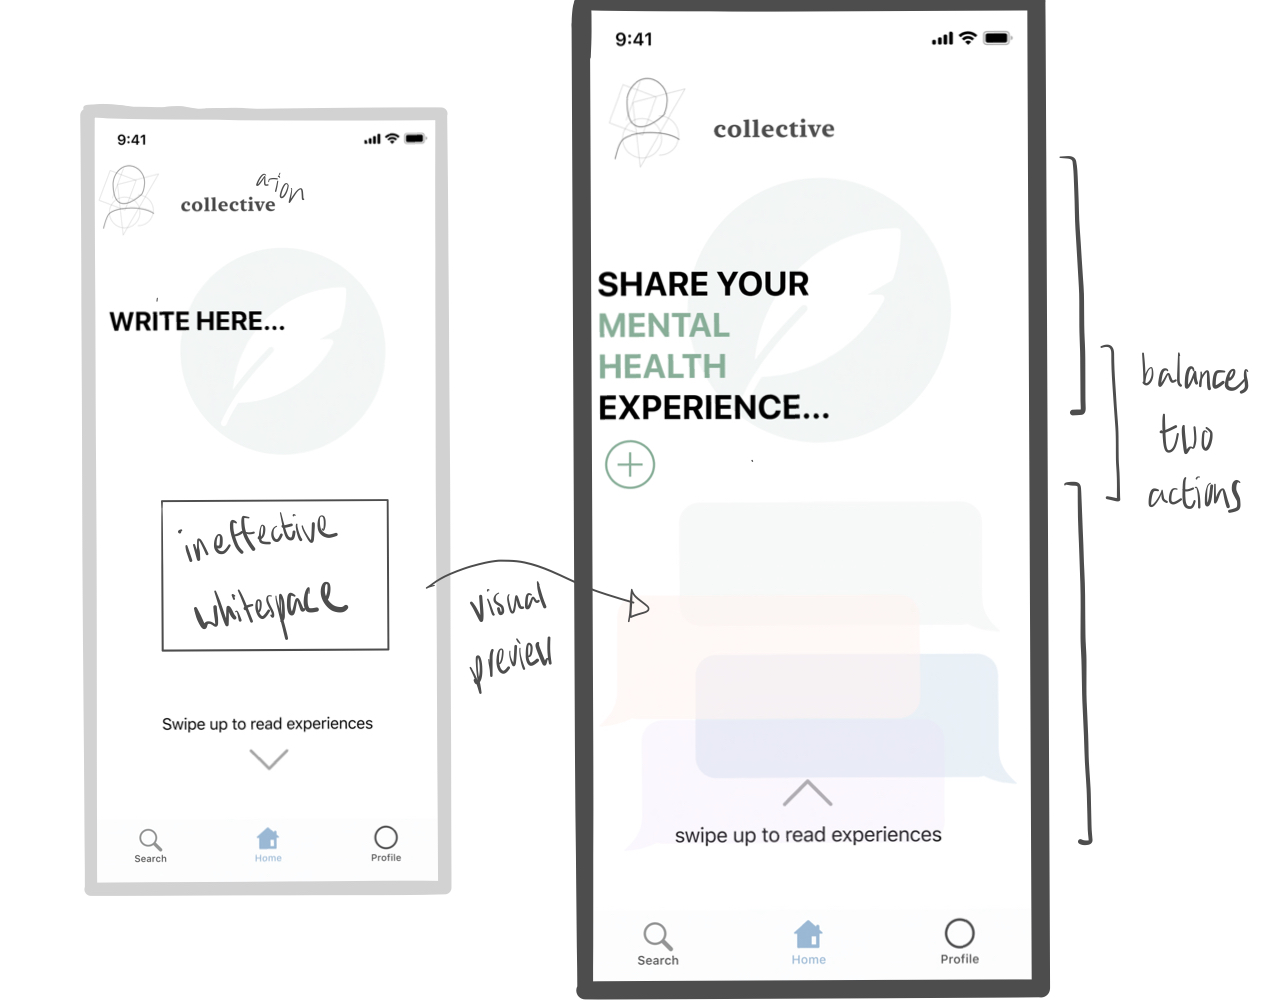 9:41
collective
WRITE HERE...
ineffective
whitespace
Swipe up to read experiences
Search
Home
Profile
visual
preview
9:41
collective
SHARE YOUR
MENTAL
HEALTH
EXPERIENCE...
swipe up to read experiences
Search
Home
Profile
balances
two
actions